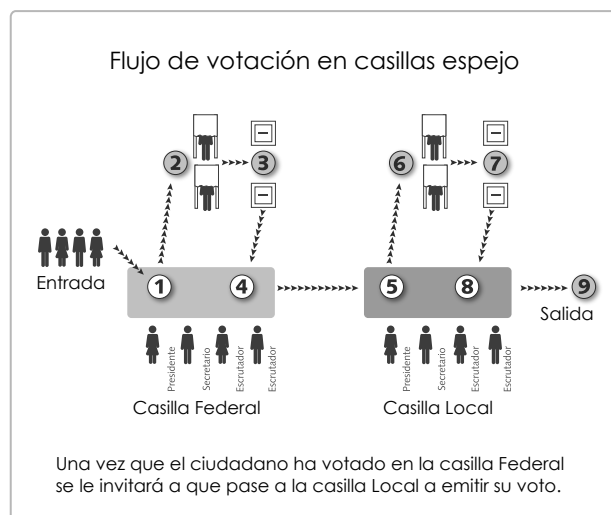 Flujo de votación en casillas espejo
2
3
6
7
Entrada
1
4
5
8
9
Salida
Presidente
Secretario
Escrutador
Escrutador
Presidente
Secretario
Escrutador
Escrutador
Casilla Federal
Casilla Local
Una vez que el ciudadano ha votado en la casilla Federal
se le invitará a que pase a la casilla Local a emitir su voto.